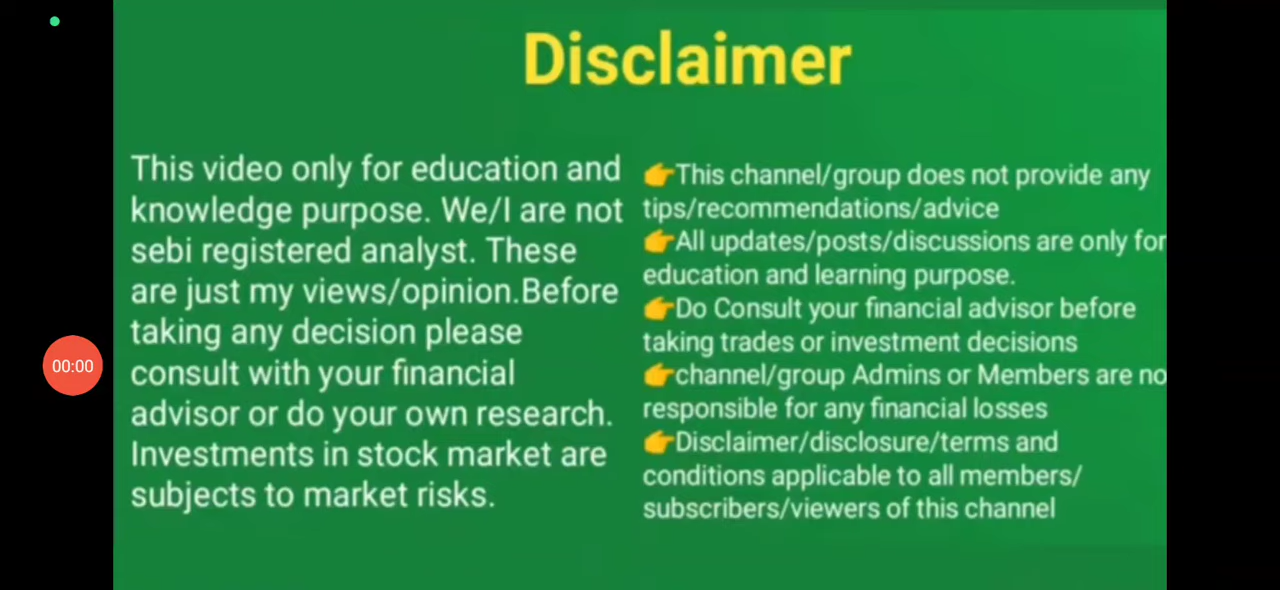 Disclaimer
This video only for education and
knowledge purpose. We/I are not
sebi registered analyst. These
are just my views/opinion.Before
taking any decision please
consult with your financial
advisor or do your own research.
Investments in stock market are
subjects to market risks.
👉This channel/group does not provide any
tips/recommendations/advice
👉All updates/posts/discussions are only for
education and learning purpose.
👉Do Consult your financial advisor before
taking trades or investment decisions
👉channel/group Admins or Members are no
responsible for any financial losses
👉Disclaimer/disclosure/terms and
conditions applicable to all members/
subscribers/viewers of this channel
00:00